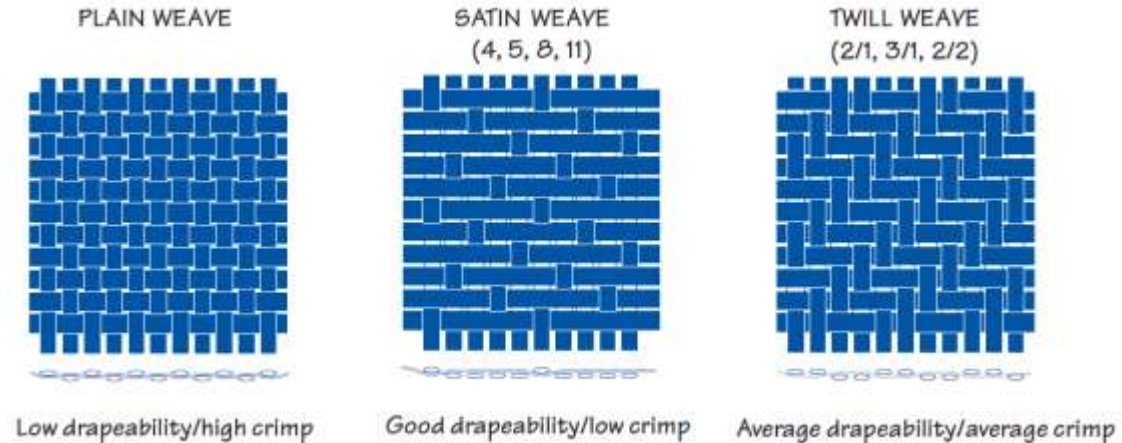 PLAIN WEAVE
SATIN WEAVE
(4, 5, 8, 11)
TWILL WEAVE
(2/1, 3/1, 2/2)
Low drapeability/high crimp
Good drapeability/low crimp
Average drapeability/average crimp